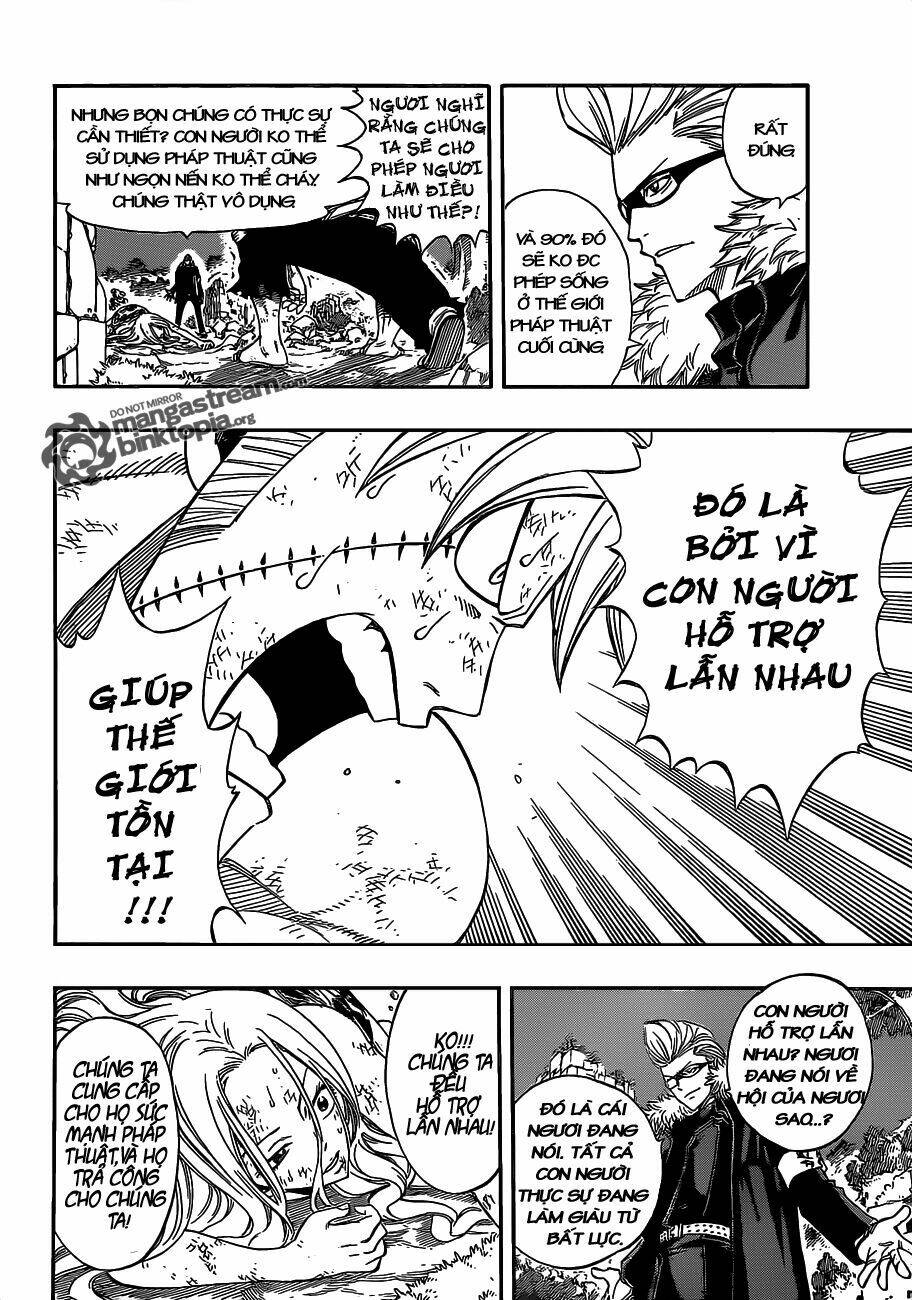 RẤT
ĐÚNG
VÀ 90% ĐÓ
SẼ KO ĐC
PHÉP SỐNG
Ở THẾ GIỚI
PHÁP THUẬT
CUỐI CÙNG
NGƯƠI NGHĨ
RẰNG CHÚNG
TA SẼ CHO
PHÉP NGƯƠI
LÀM ĐIỀU
NHƯ THẾ?!
NHƯNG BỌN CHÚNG CÓ THỰC SỰ
CẦN THIẾT? CON NGƯỜI KO THỂ
SỬ DỤNG PHÁP THUẬT CŨNG
NHƯ NGỌN NẾN KO THỂ CHÁY.
CHÚNG THẬT VÔ DỤNG
DO NOT MIRROR
mangastream.com
binktopia.org
ĐÓ LÀ
BỞI VÌ
CON NGƯỜI
HỖ TRỢ
LẪN NHAU
GIÚP
THẾ
GIỚI
TỒN
TẠI
!!!
CON NGƯỜI
HỖ TRỢ LẪN
NHAU? NGƯƠI
ĐANG NÓI VỀ
HỘI CỦA NGƯƠI
SAO...?
ĐÓ LÀ CÁI
NGƯƠI ĐANG
NÓI. TẤT CẢ
CON NGƯỜI
THỰC SỰ ĐANG
LÀM GIÀU TỪ
BẤT LỰC.
KO!!!
CHÚNG TA
ĐỀU
HỖ TRỢ
LẪN NHAU!
CHÚNG TA
CUNG CẤP
CHO HỌ SỨC
MẠNH PHÁP
THUẬT,VÀ HỌ
TRẢ CÔNG
CHO CHÚNG
TA!